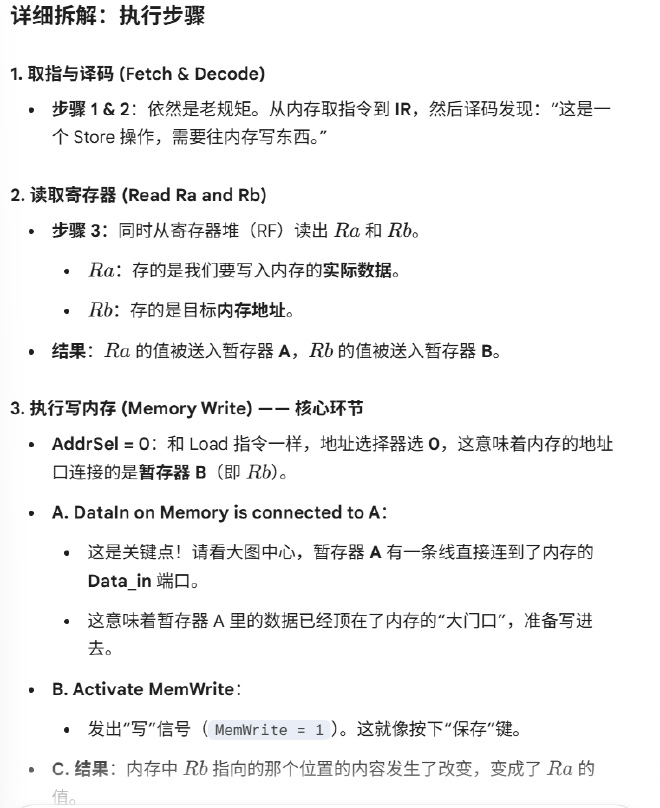 详细拆解：执行步骤
1. 取指与译码 (Fetch & Decode)
• 步骤 1 & 2：依然是老规矩。从内存取指令到 IR，然后译码发现：“这是一
个 Store 操作，需要往内存写东西。”
2. 读取寄存器 (Read Ra and Rb)
• 步骤 3：同时从寄存器堆（RF）读出 Ra 和 Rb。
• Ra：存的是我们要写入内存的实际数据。
• Rb：存的是目标内存地址。
• 结果：Ra 的值被送入暂存器 A，Rb 的值被送入暂存器 B。
3. 执行写内存 (Memory Write) —— 核心环节
• AddrSel = 0：和 Load 指令一样，地址选择器选 0，这意味着内存的地址
口连接的是暂存器 B（即 Rb）。
• A. DataIn on Memory is connected to A：
• 这是关键点！请看大图中心，暂存器 A 有一条线直接连到了内存的
Data_in 端口。
• 这意味着暂存器 A 里的数据已经顶在了内存的“大门口”，准备写进
去。
• B. Activate MemWrite：
• 发出“写”信号（MemWrite = 1）。这就像按下“保存”键。
• C. 结果：内存中 Rb 指向的那个位置的内容发生了改变，变成了 Ra 的
值。